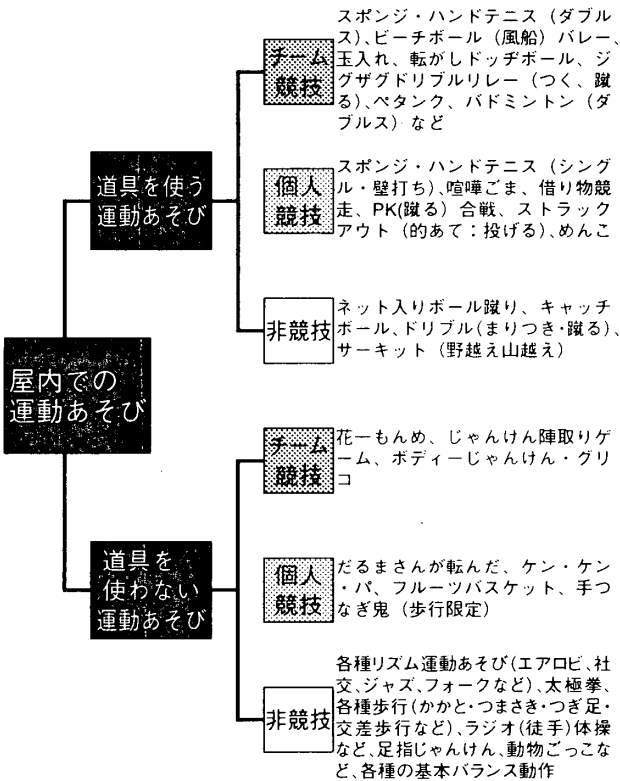 屋内での
運動あそび
道具を使う
運動あそび
チーム
競技
スポンジ・ハンドテニス（ダブル
ス）、ビーチボール（風船）バレー、
玉入れ、転がしドッヂボール、ジ
グザグドリブルリレー（つく、蹴
る）、ペタンク、バドミントン（ダ
ブルス）など
個人
競技
スポンジ・ハンドテニス（シング
ル・壁打ち）、喧嘩ごま、借り物競
走、PK(蹴る）合戦、ストラック
アウト（的あて：投げる）、めんこ
非競技
ネット入りボール蹴り、キャッチ
ボール、ドリブル（まりつき・蹴る）、
サーキット（野越え山越え）
道具を
使わない
運動あそび
チーム
競技
花一もんめ、じゃんけん陣取りゲ
ーム、ボディーじゃんけん・グリ
コ
個人
競技
だるまさんが転んだ、ケン・ケン
・パ、フルーツバスケット、手つ
なぎ鬼（歩行限定）
非競技
各種リズム運動あそび（エアロビ、社
交、ジャズ、フォークなど）、太極拳、
各種歩行（かかと・つまさき・つぎ足・
交差歩行など）、ラジオ（徒手）体操
など、足指じゃんけん、動物ごっこな
ど、各種の基本バランス動作